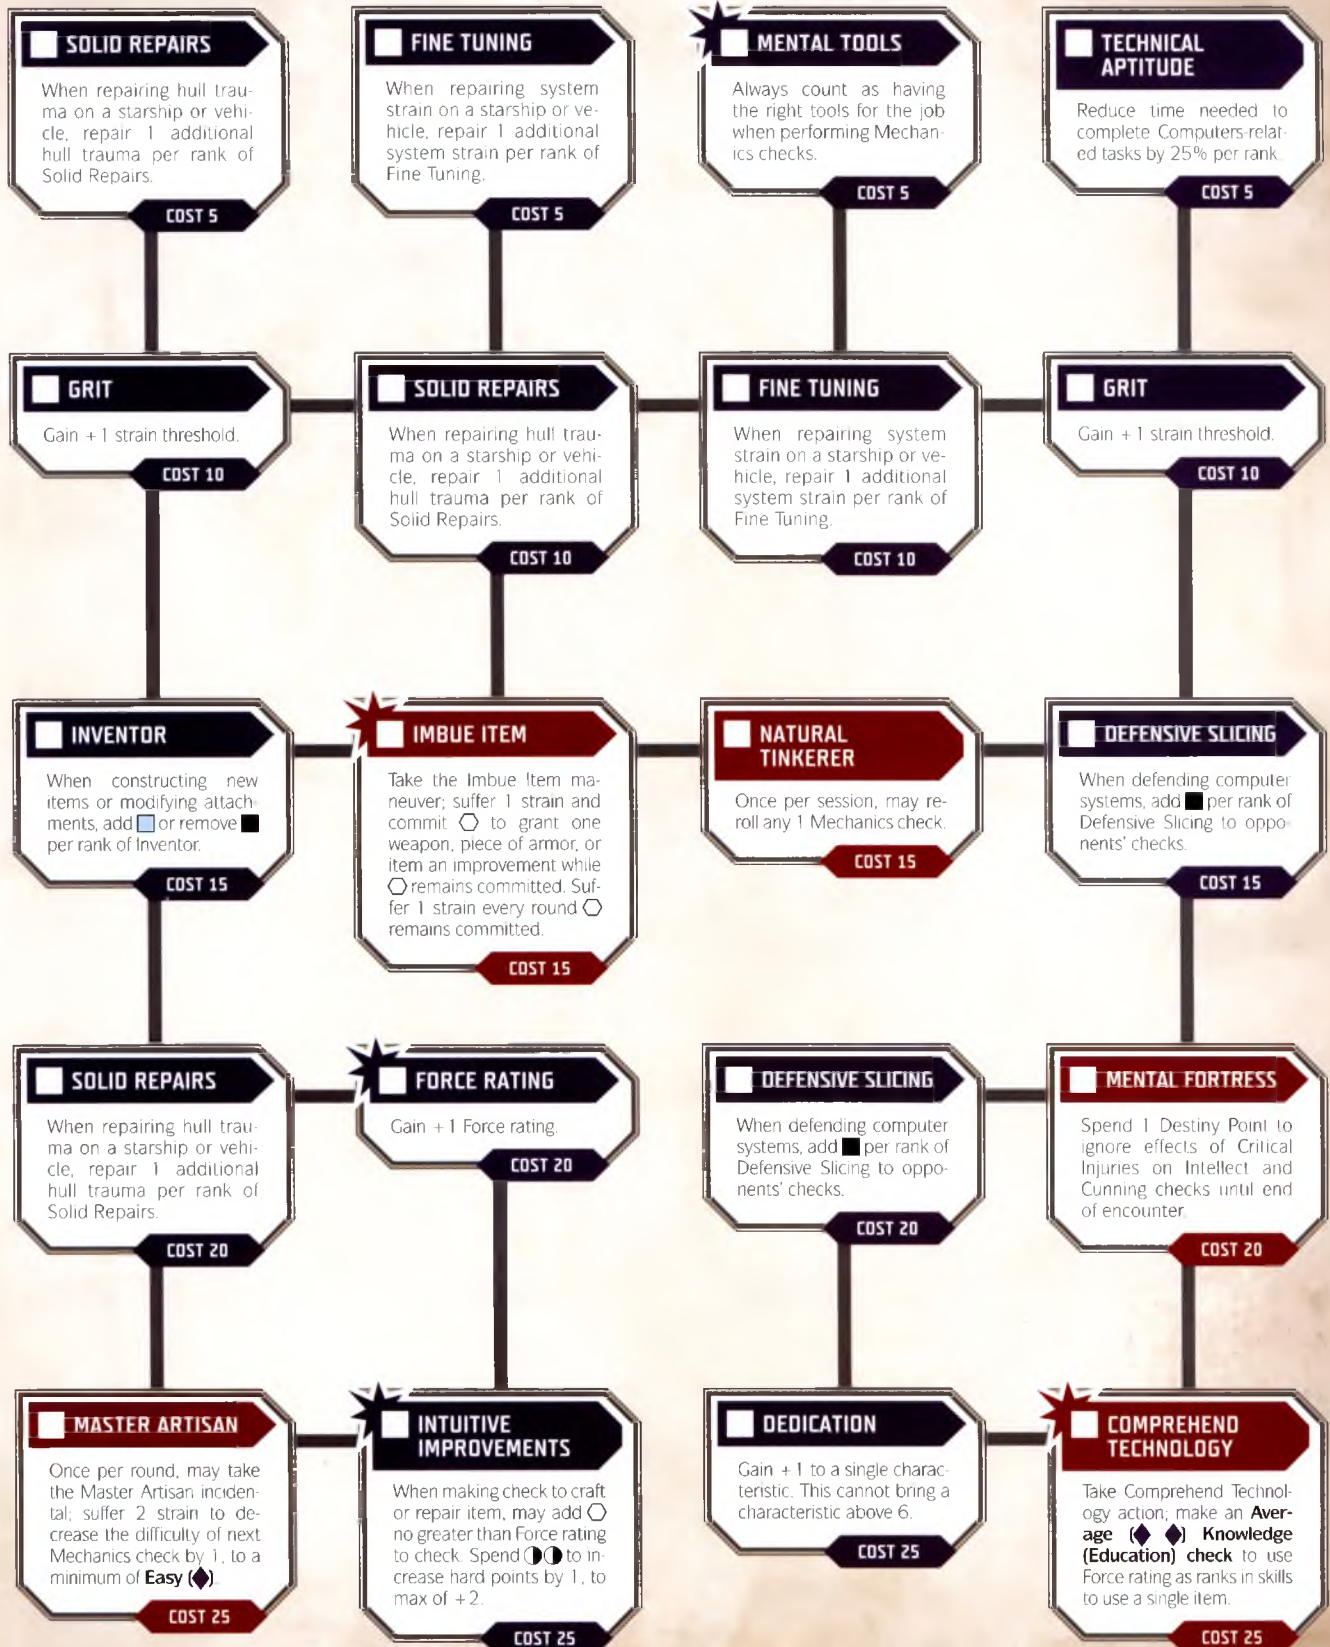 SOLID REPAIRS
When repairing hull trau-
ma on a starship or vehi-
cle, repair 1 additional
hull trauma per rank of
Solid Repairs.
COST 5
FINE TUNING
When repairing system
strain on a starship or ve-
hicle, repair 1 additional
system strain per rank of
Fine Tuning.
COST 5
MENTAL TOOLS
Always count as having
the right tools for the job
when performing Mechan-
ics checks.
COST 5
TECHNICAL
APTITUDE
Reduce time needed to
complete Computers-relat-
ed tasks by 25% per rank.
COST 5
GRIT
Gain +1 strain threshold.
COST 10
SOLID REPAIRS
When repairing hull trau-
ma on a starship or vehi-
cle, repair 1 additional
hull trauma per rank of
Solid Repairs.
COST 10
FINE TUNING
When repairing system
strain on a starship or ve-
hicle, repair 1 additional
system strain per rank of
Fine Tuning.
COST 10
GRIT
Gain +1 strain threshold.
COST 10
INVENTOR
When constructing new
items or modifying attach-
ments, add or remove
per rank of Inventor.
COST 15
IMBUE ITEM
Take the Imbue Item ma-
neuver; suffer 1 strain and
commit to grant one
weapon, piece of armor, or
item an improvement while
remains committed. Suf-
fer 1 strain every round
remains committed.
COST 15
NATURAL
TINKERER
Once per session, may re-
roll any 1 Mechanics check.
COST 15
DEFENSIVE SLICING
When defending computer
systems, add per rank of
Defensive Slicing to oppo-
nents' checks.
COST 15
SOLID REPAIRS
When repairing hull trau-
ma on a starship or vehi-
cle, repair 1 additional
hull trauma per rank of
Solid Repairs.
COST 20
FORCE RATING
Gain +1 Force rating.
COST 20
DEFENSIVE SLICING
When defending computer
systems, add per rank of
Defensive Slicing to oppo-
nents' checks.
COST 20
MENTAL FORTRESS
Spend 1 Destiny Point to
ignore effects of Critical
Injuries on Intellect and
Cunning checks until end
of encounter.
COST 20
MASTER ARTISAN
Once per round, may take
the Master Artisan inciden-
tal; suffer 2 strain to de-
crease the difficulty of next
Mechanics check by 1, to a
minimum of Easy (◆).
COST 25
INTUITIVE
IMPROVEMENTS
When making check to craft
or repair item, may add
no greater than Force rating
to check. Spend to in-
crease hard points by 1, to
max of +2.
COST 25
DEDICATION
Gain +1 to a single charac-
teristic. This cannot bring a
characteristic above 6.
COST 25
COMPREHEND
TECHNOLOGY
Take Comprehend Technol-
ogy action; make an Aver-
age (◆ ◆) Knowledge
(Education) check to use
Force rating as ranks in skills
to use a single item.
COST 25